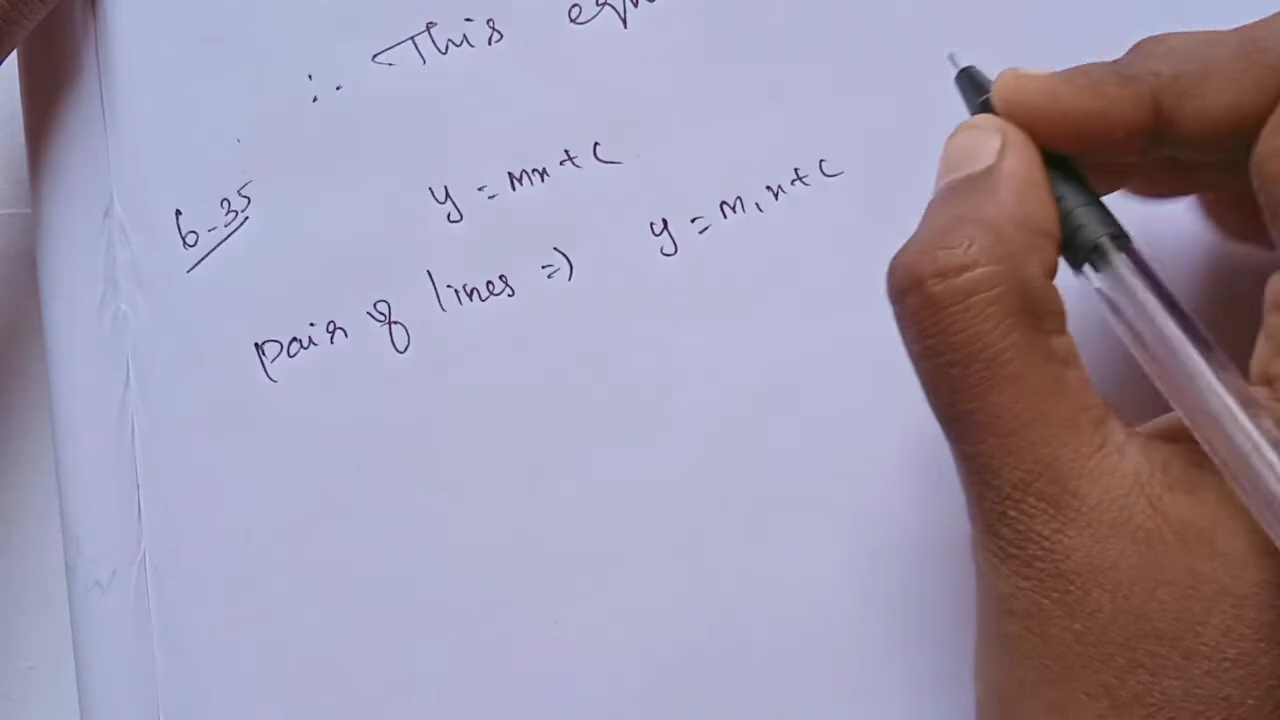 ∴ This
6-35 y = mx + c
pair of lines => y = m₁x + c